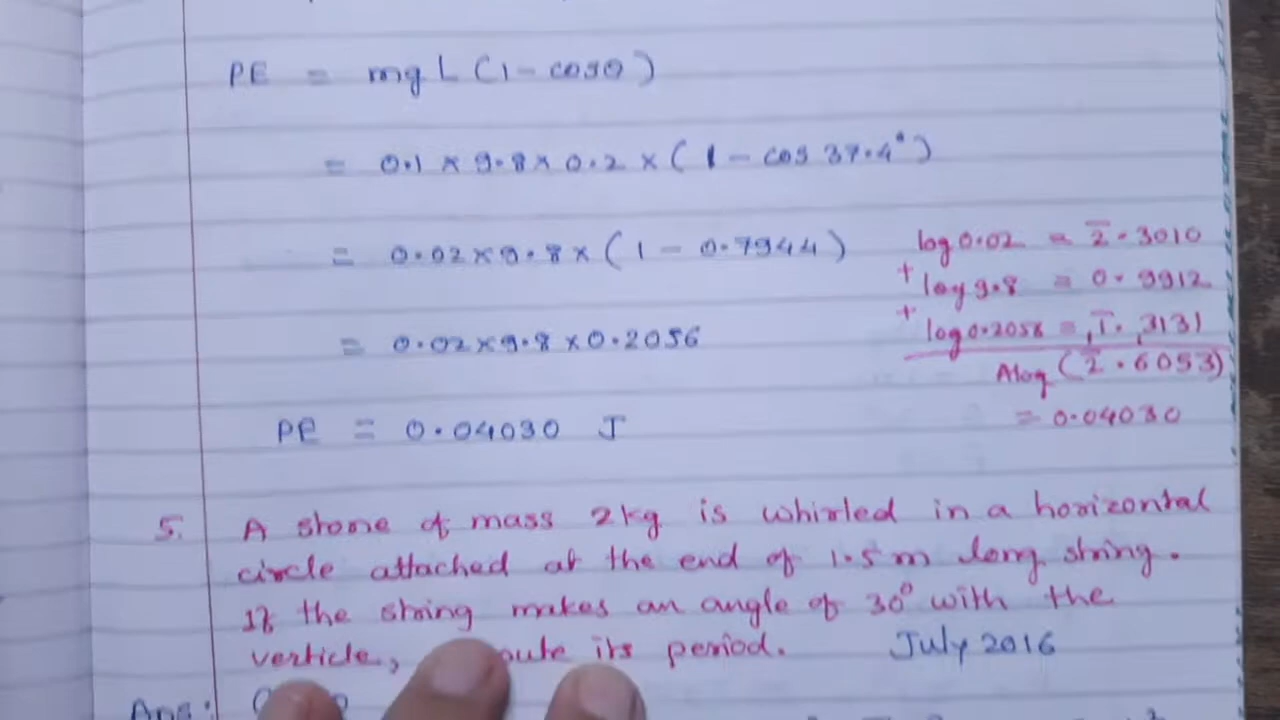 PE = mg L (1 - cosθ)
= 0.1 × 9.8 × 0.2 × (1 - cos 37.4°)
= 0.02 × 9.8 × (1 - 0.7944)
log 0.02 = 2̅.3010
+ log 9.8 = 0.9912
= 0.02 × 9.8 × 0.2056
+ log 0.2056 = 1̅.3131
Alog (2̅.6053)
= 0.04030
PE = 0.04030 J
5. A stone of mass 2kg is whirled in a horizontal
circle attached at the end of 1.5 m long string.
If the string makes an angle of 30° with the
verticle, its period. July 2016
Ans: